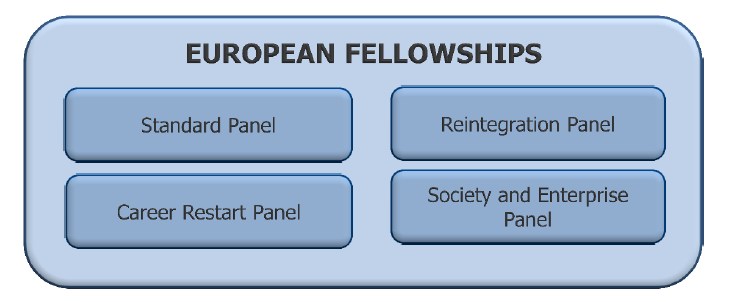 EUROPEAN FELLOWSHIPS
Standard Panel
Reintegration Panel
Career Restart Panel
Society and Enterprise
Panel